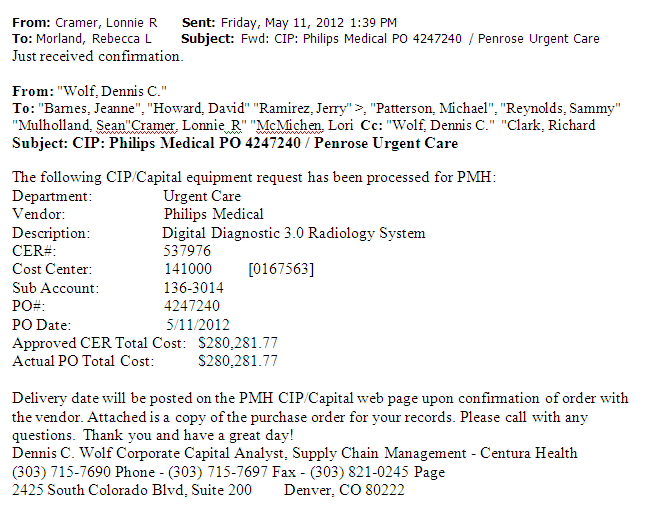 From: Cramer, Lonnie R Sent: Friday, May 11, 2012 1:39 PM
To: Morland, Rebecca L Subject: Fwd: CIP: Philips Medical PO 4247240 / Penrose Urgent Care
Just received confirmation.
From: "Wolf, Dennis C."
To: "Barnes, Jeanne", "Howard, David" "Ramirez, Jerry" >, "Patterson, Michael", "Reynolds, Sammy"
"Mulholland, Sean"Cramer, Lonnie R" "McMichen, Lori Cc: "Wolf, Dennis C." "Clark, Richard
Subject: CIP: Philips Medical PO 4247240 / Penrose Urgent Care
The following CIP/Capital equipment request has been processed for PMH:
Department: Urgent Care
Vendor: Philips Medical
Description: Digital Diagnostic 3.0 Radiology System
CER#: 537976
Cost Center: 141000 [0167563]
Sub Account: 136-3014
PO#: 4247240
PO Date: 5/11/2012
Approved CER Total Cost: $280,281.77
Actual PO Total Cost: $280,281.77
Delivery date will be posted on the PMH CIP/Capital web page upon confirmation of order with
the vendor. Attached is a copy of the purchase order for your records. Please call with any
questions. Thank you and have a great day!
Dennis C. Wolf Corporate Capital Analyst, Supply Chain Management - Centura Health
(303) 715-7690 Phone - (303) 715-7697 Fax - (303) 821-0245 Page
2425 South Colorado Blvd, Suite 200 Denver, CO 80222